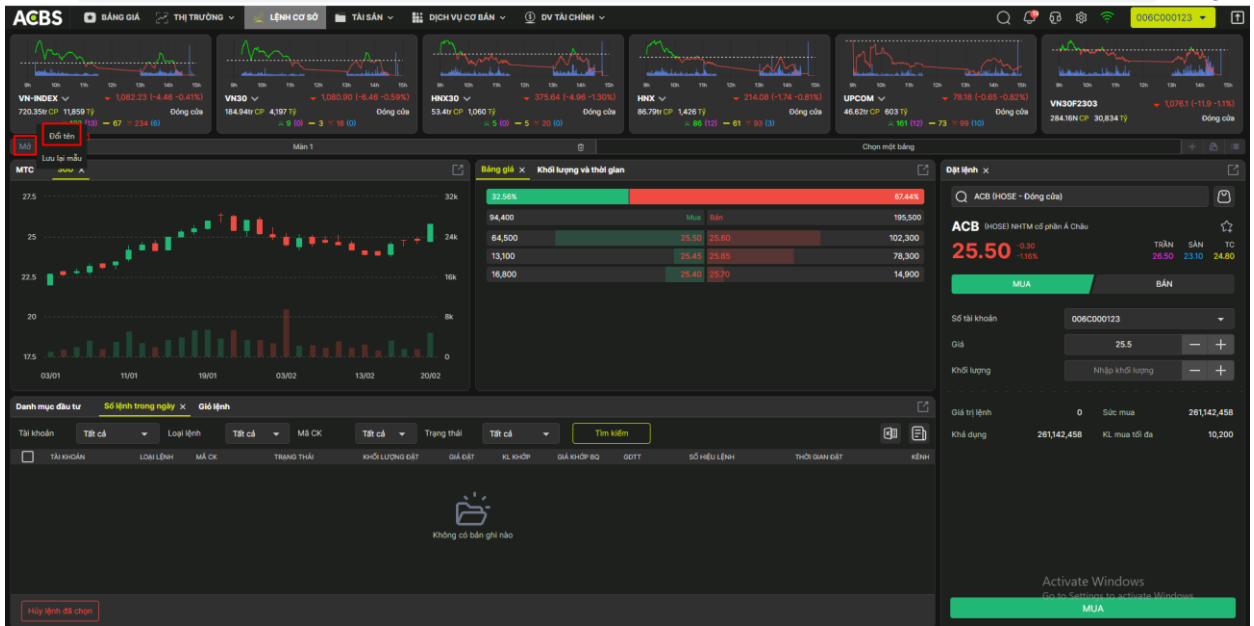 ACBS BẢNG GIÁ THỊ TRƯỜNG LỆNH CƠ SỞ TÀI SẢN DỊCH VỤ CƠ BẢN DV TÀI CHÍNH 006C000123
9h 10h 11h 12h 13h 14h 15h
VN-INDEX 1,082.23 (-4.46 -0.41%)
720.35tr CP 11,859 Tỷ Đóng cửa
(13) 67 234 (6)
VN30 1,080.90 (-6.46 -0.59%)
184.94tr CP 4,197 Tỷ Đóng cửa
9 (0) 3 18 (0)
HNX30 375.64 (-4.96 -1.30%)
53.4tr CP 1,060 Tỷ Đóng cửa
5 (0) 5 20 (0)
HNX 214.08 (-1.74 -0.81%)
86.79tr CP 1,426 Tỷ Đóng cửa
86 (12) 61 93 (3)
UPCOM 78.18 (-0.65 -0.82%)
46.62tr CP 603 Tỷ Đóng cửa
161 (12) 73 99 (10)
VN30F2303 1,076.1 (-11.9 -1.1%)
284.16N CP 30,834 Tỷ Đóng cửa
Đổi tên
Lưu lại mẫu
Mở Màn 1 Chọn một bảng
MTC
27.5 32k
25 24k
22.5 16k
20 8k
17.5 0
03/01 11/01 19/01 03/02 13/02 20/02
Bảng giá × Khối lượng và thời gian
32.56% 67.44%
94,400 Mua Bán 195,500
64,500 25.50 25.60 102,300
13,100 25.45 25.65 78,300
16,800 25.40 25.70 14,900
Đặt lệnh ×
ACB (HOSE - Đóng cửa)
ACB (HOSE) NHTM cổ phần Á Châu
25.50 -0.30 -1.16%
TRẦN SÀN TC
26.50 23.10 24.80
MUA BÁN
Số tài khoản 006C000123
Giá 25.5
Khối lượng Nhập khối lượng
Giá trị lệnh 0 Sức mua 261,142,458
Khả dụng 261,142,458 KL mua tối đa 10,200
Danh mục đầu tư Sổ lệnh trong ngày × Giỏ lệnh
Tài khoản Tất cả Loại lệnh Tất cả Mã CK Tất cả Trạng thái Tất cả Tìm kiếm
TÀI KHOẢN LOẠI LỆNH MÃ CK TRẠNG THÁI KHỐI LƯỢNG ĐẶT GIÁ ĐẶT KL KHỚP GIÁ KHỚP BQ GDTT SỐ HIỆU LỆNH THỜI GIAN ĐẶT KÊNH
Không có bản ghi nào
Hủy lệnh đã chọn
Activate Windows
Go to Settings to activate Windows.
MUA